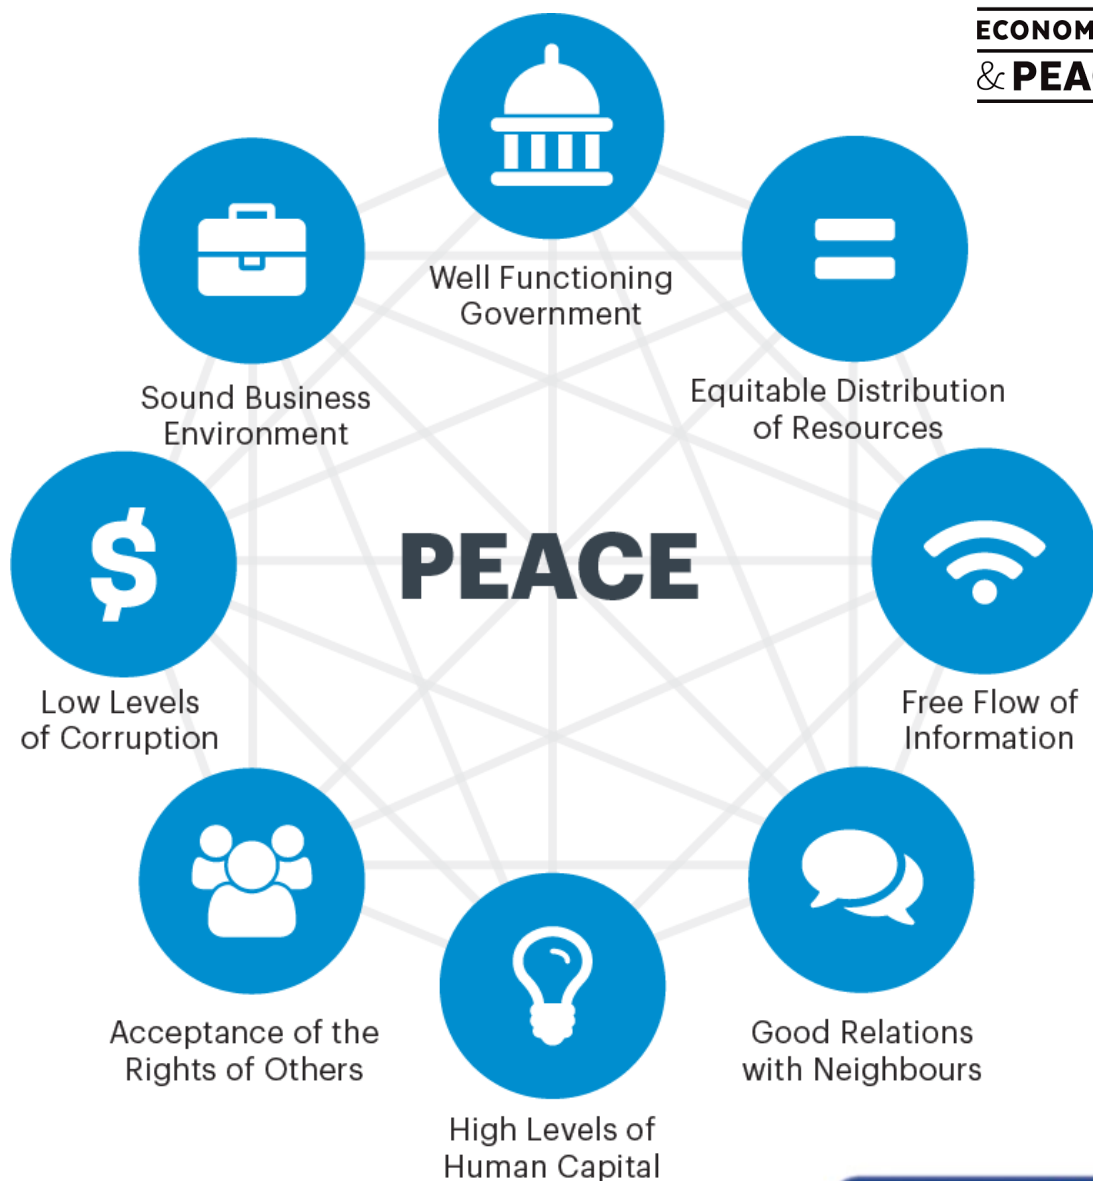 ECONOM
& PEA
Well Functioning
Government
Sound Business
Environment
Equitable Distribution
of Resources
$
PEACE
Low Levels
of Corruption
Free Flow of
Information
Acceptance of the
Rights of Others
Good Relations
with Neighbours
High Levels of
Human Capital